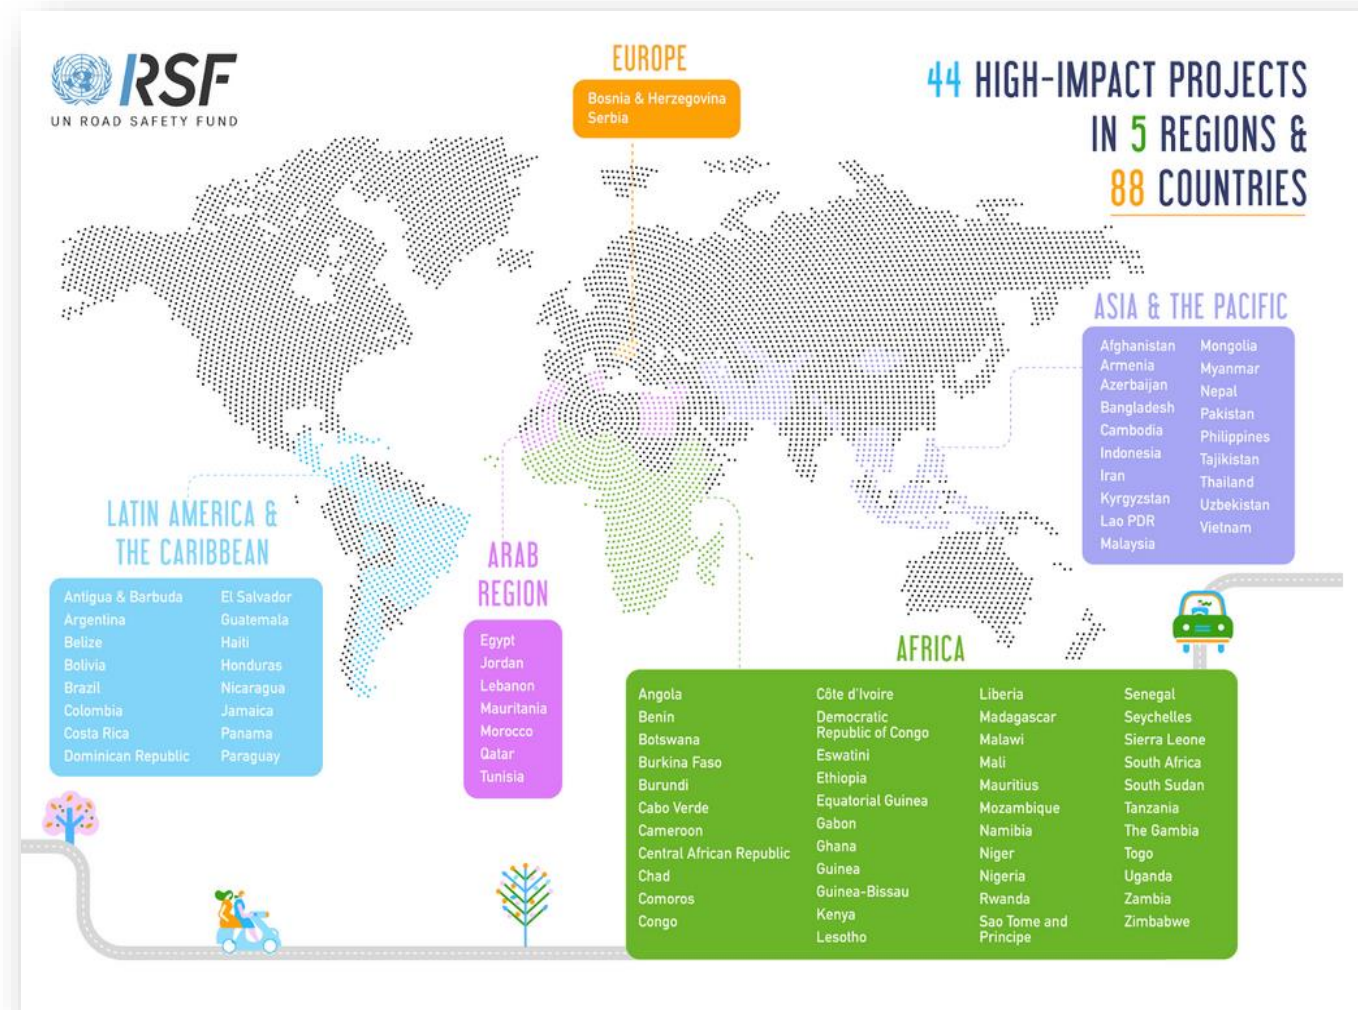 RSF
UN ROAD SAFETY FUND
44 HIGH-IMPACT PROJECTS
IN 5 REGIONS &
88 COUNTRIES
EUROPE
Bosnia & Herzegovina
Serbia
ASIA & THE PACIFIC
Afghanistan
Armenia
Azerbaijan
Bangladesh
Cambodia
Indonesia
Iran
Kyrgyzstan
Lao PDR
Malaysia
Mongolia
Myanmar
Nepal
Pakistan
Philippines
Tajikistan
Thailand
Uzbekistan
Vietnam
LATIN AMERICA &
THE CARIBBEAN
Antigua & Barbuda
Argentina
Belize
Bolivia
Brazil
Colombia
Costa Rica
Dominican Republic
El Salvador
Guatemala
Haiti
Honduras
Nicaragua
Jamaica
Panama
Paraguay
ARAB
REGION
Egypt
Jordan
Lebanon
Mauritania
Morocco
Qatar
Tunisia
AFRICA
Angola
Benin
Botswana
Burkina Faso
Burundi
Cabo Verde
Cameroon
Central African Republic
Chad
Comoros
Congo
Côte d'Ivoire
Democratic
Republic of Congo
Eswatini
Ethiopia
Equatorial Guinea
Gabon
Ghana
Guinea
Guinea-Bissau
Kenya
Lesotho
Liberia
Madagascar
Malawi
Mali
Mauritius
Mozambique
Namibia
Niger
Nigeria
Rwanda
Sao Tome and
Principe
Senegal
Seychelles
Sierra Leone
South Africa
South Sudan
Tanzania
The Gambia
Togo
Uganda
Zambia
Zimbabwe